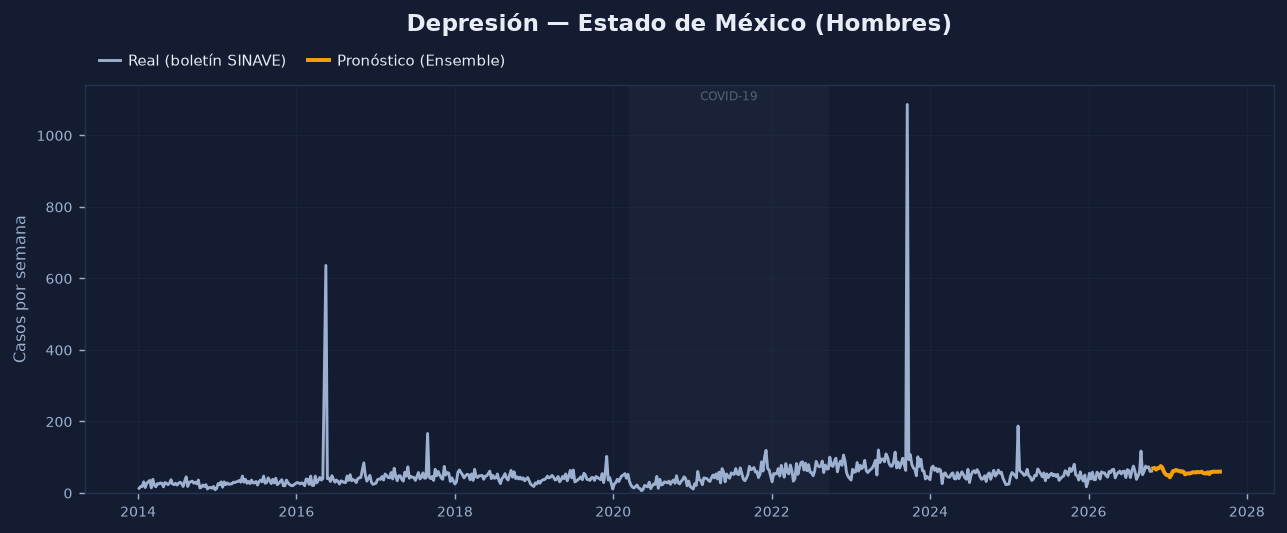 Depresión — Estado de México (Hombres)
Real (boletín SINAVE)
Pronóstico (Ensemble)
COVID-19
Casos por semana
1000
800
600
400
200
0
2014
2016
2018
2020
2022
2024
2026
2028